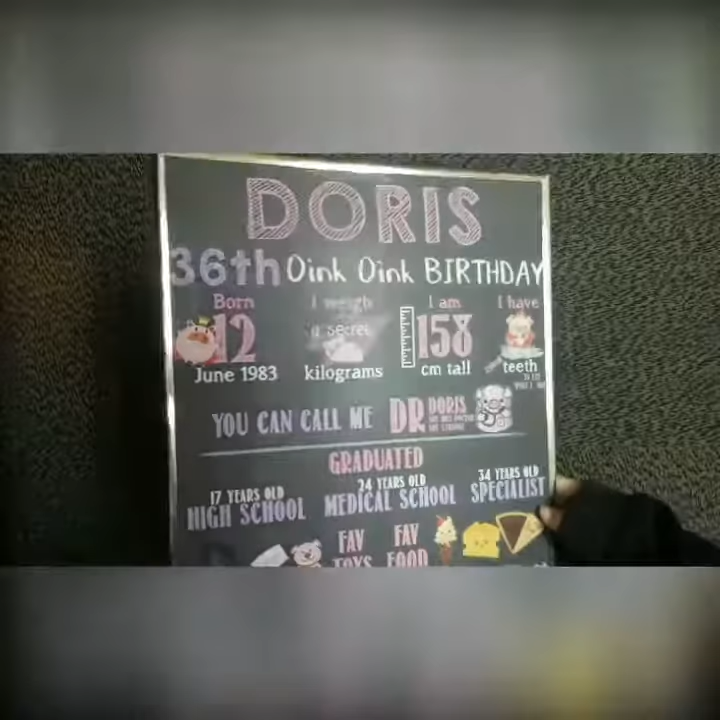 DORIS
36th Oink Oink BIRTHDAY
Born
12
June 1983
I weigh
a secret
kilograms
I am
158
cm tall
I have
teeth
YOU CAN CALL ME DR DORIS
GRADUATED
17 YEARS OLD
HIGH SCHOOL
24 YEARS OLD
MEDICAL SCHOOL
34 YEARS OLD
SPECIALIST
FAV
TOYS
FAV
FOOD